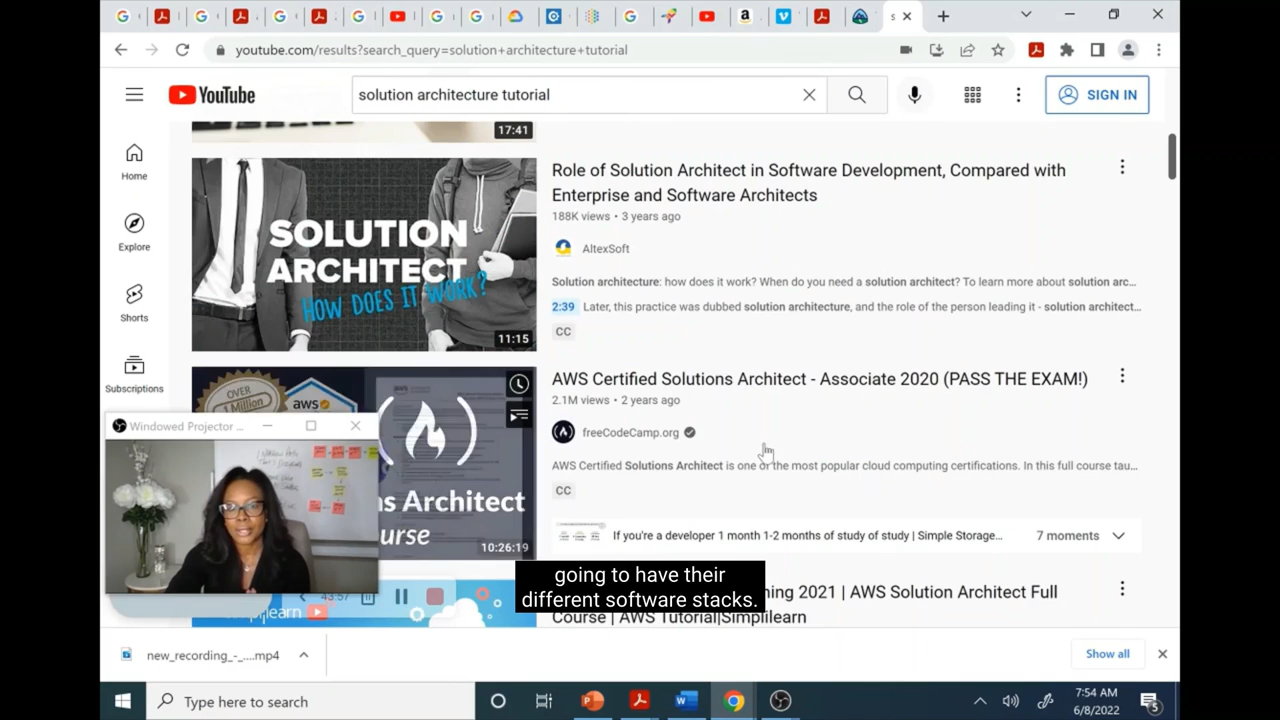 youtube.com/results?search_query=solution+architecture+tutorial
YouTube
solution architecture tutorial
SIGN IN
17:41
Home
Explore
Shorts
Subscriptions
SOLUTION
ARCHITECT
HOW DOES IT WORK?
11:15
Role of Solution Architect in Software Development, Compared with
Enterprise and Software Architects
188K views • 3 years ago
AltexSoft
Solution architecture: how does it work? When do you need a solution architect? To learn more about solution arc...
2:39 Later, this practice was dubbed solution architecture, and the role of the person leading it - solution architect...
CC
OVER
1 Million
aws
s Architect
urse
10:26:19
AWS Certified Solutions Architect - Associate 2020 (PASS THE EXAM!)
2.1M views • 2 years ago
freeCodeCamp.org
AWS Certified Solutions Architect is one of the most popular cloud computing certifications. In this full course tau...
CC
If you're a developer 1 month 1-2 months of study of study | Simple Storage...
7 moments
Windowed Projector ...
43:57
going to have their
different software stacks.
ning 2021 | AWS Solution Architect Full
Course | AWS Tutorial|Simplilearn
new_recording_-_....mp4
Show all
Type here to search
7:54 AM
6/8/2022
5